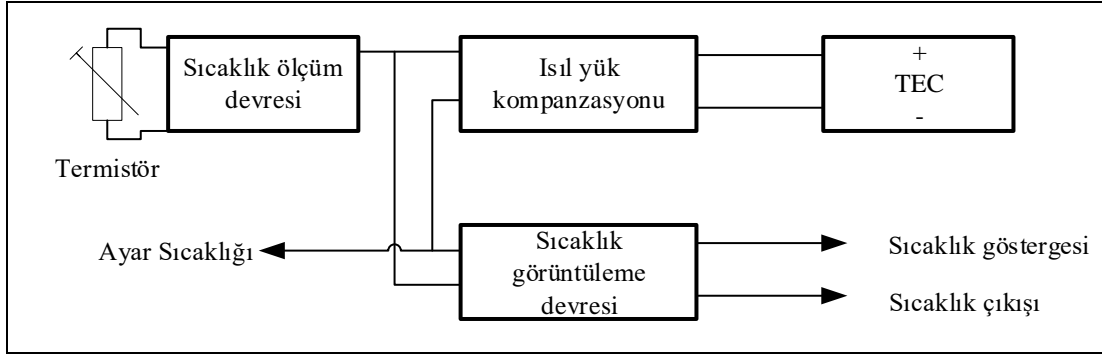 Sıcaklık ölçüm
devresi
Isıl yük
kompanzasyonu
+
TEC
-
Termistör
Ayar Sıcaklığı
Sıcaklık
görüntüleme
devresi
Sıcaklık göstergesi
Sıcaklık çıkışı